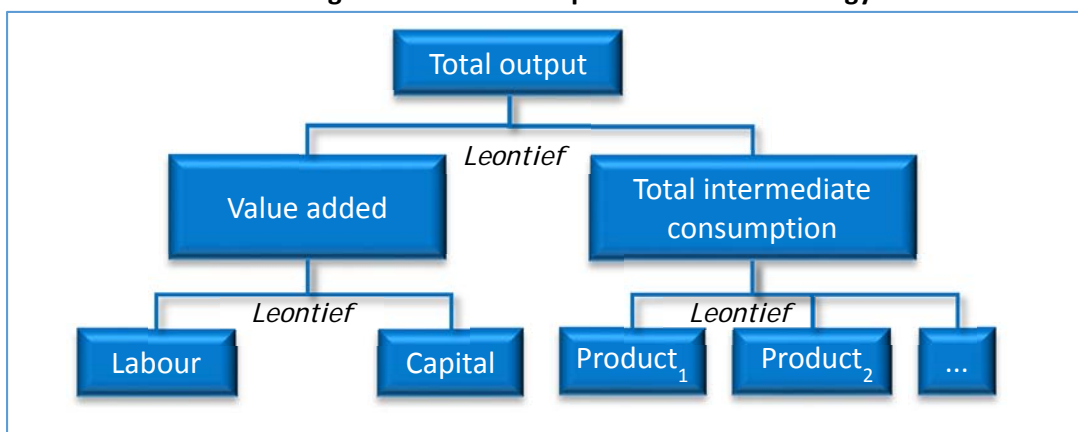 Total output
Leontief
Value added
Total intermediate
consumption
Leontief
Leontief
Labour
Capital
Product1
Product2
...